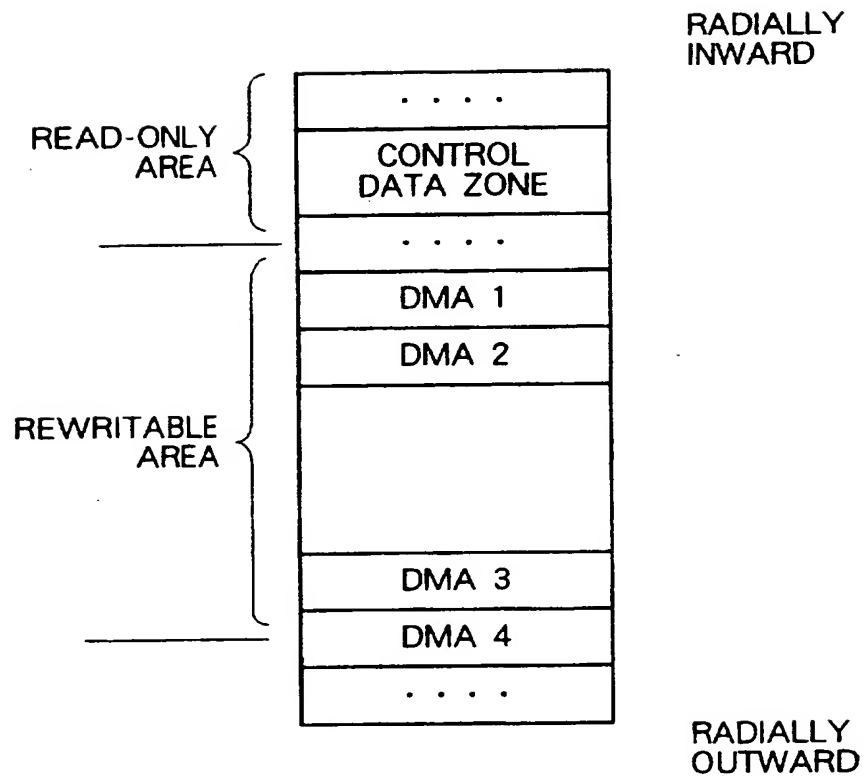 RADIALLY
INWARD
. . . .
READ-ONLY
AREA
CONTROL
DATA ZONE
. . . .
DMA 1
DMA 2
REWRITABLE
AREA
DMA 3
DMA 4
. . . .
RADIALLY
OUTWARD